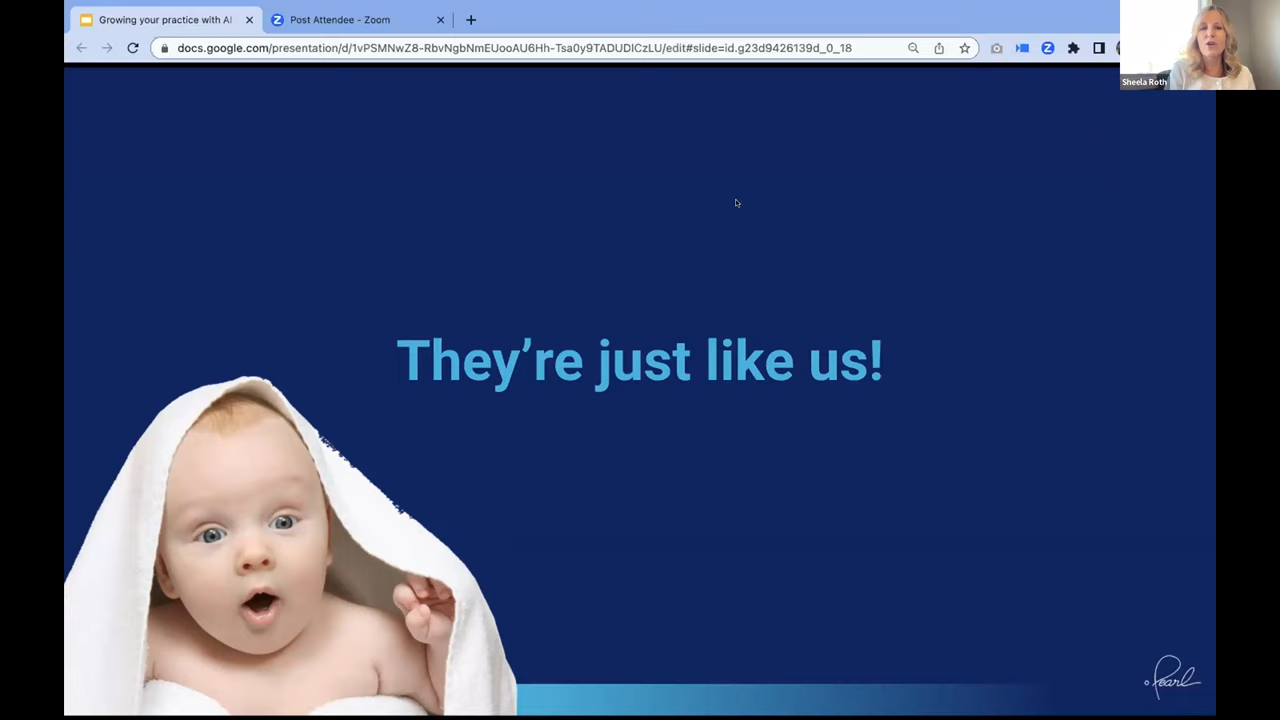 Growing your practice with AI
Post Attendee - Zoom
docs.google.com/presentation/d/1vPSMNwZ8-RbvNgbNmEUooAU6Hh-Tsa0y9TADUDlCzLU/edit#slide=id.g23d9426139d_0_18
Sheela Roth
They're just like us!
Pearl